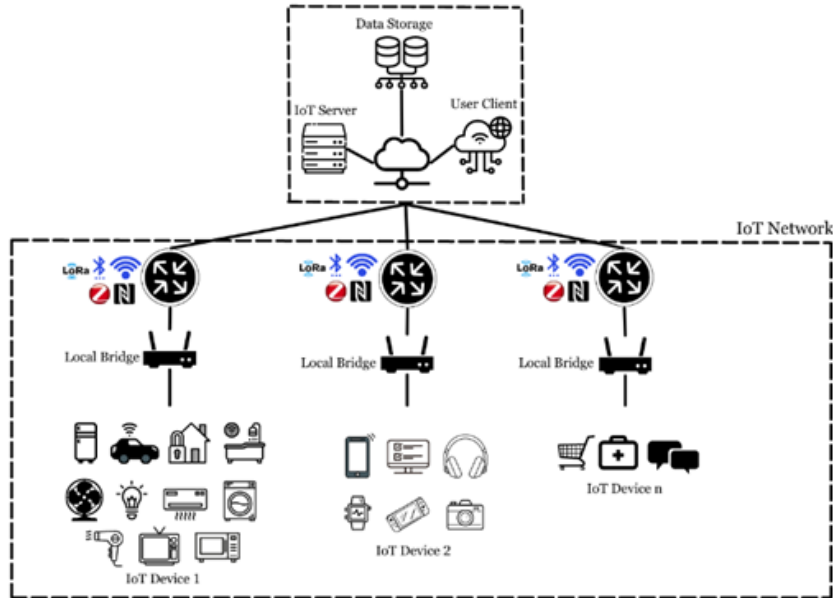 Data Storage
User Client
IoT Server
IoT Network
LoRa
LoRa
LoRa
Local Bridge
Local Bridge
Local Bridge
IoT Device n
IoT Device 2
IoT Device 1